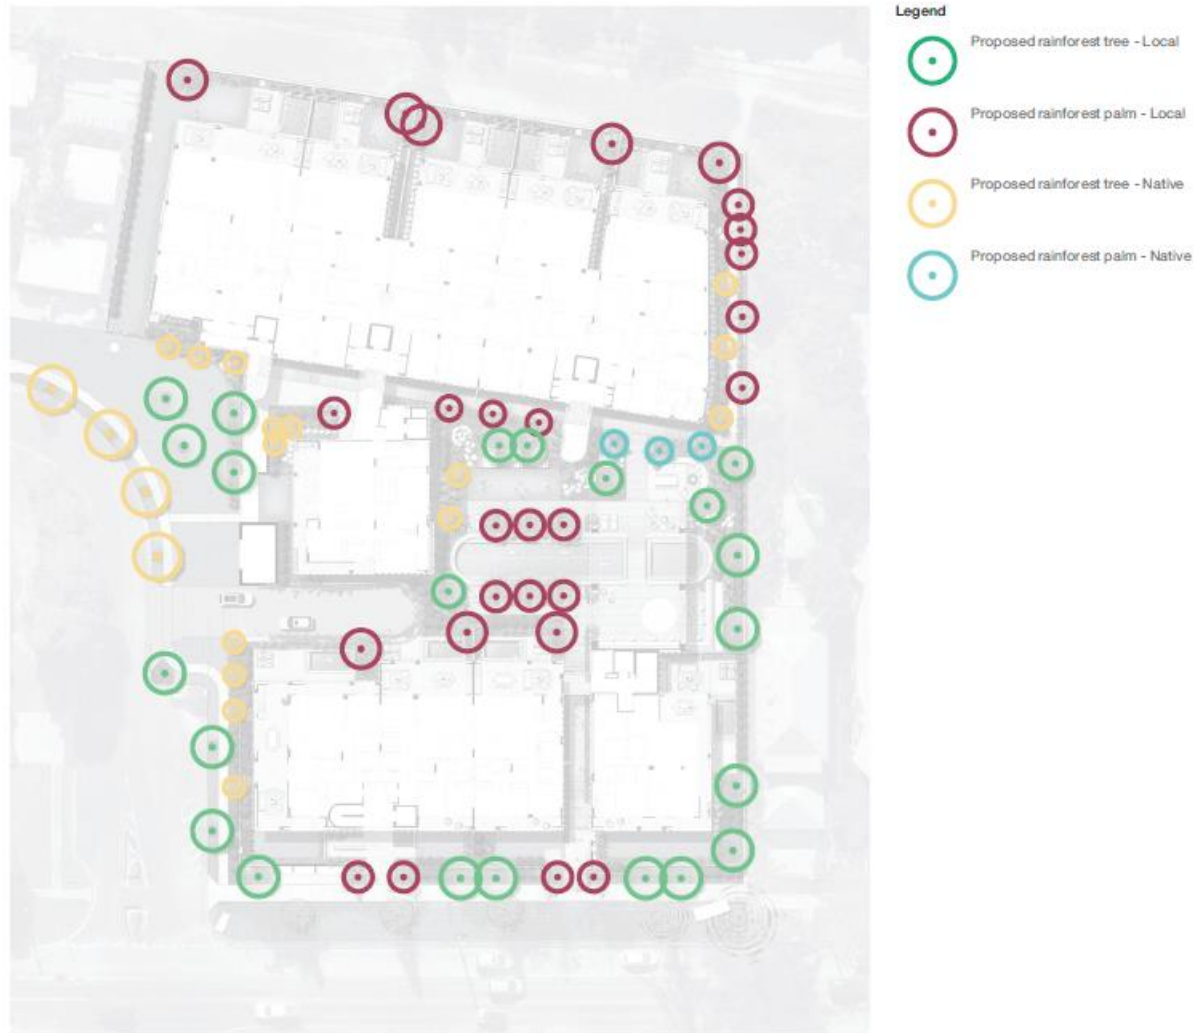 Legend
Proposed rainforest tree - Local
Proposed rainforest palm - Local
Proposed rainforest tree - Native
Proposed rainforest palm - Native